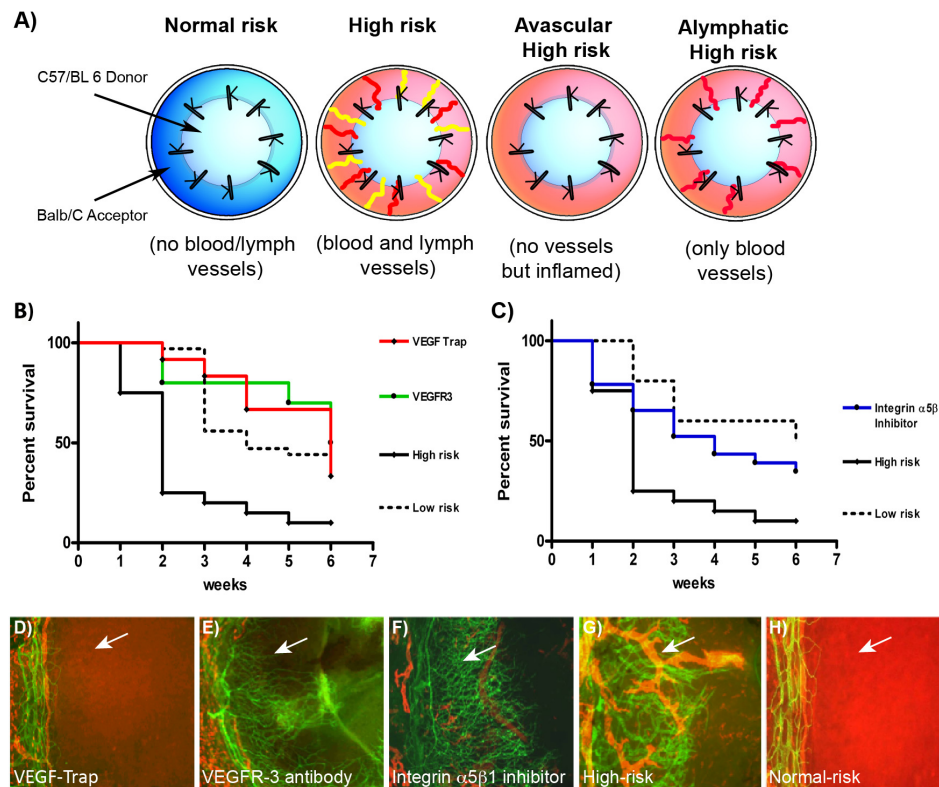 A)
Normal risk
High risk
Avascular
High risk
Alymphatic
High risk
C57/BL 6 Donor
Balb/C Acceptor
(no blood/lymph
vessels)
(blood and lymph
vessels)
(no vessels
but inflamed)
(only blood
vessels)
B)
Percent survival
100
50
0
0 1 2 3 4 5 6 7
weeks
VEGF Trap
VEGFR3
High risk
Low risk
C)
Percent survival
100
50
0
0 1 2 3 4 5 6 7
weeks
Integrin α5β
Inhibitor
High risk
Low risk
D)
VEGF-Trap
E)
VEGFR-3 antibody
F)
Integrin α5β1 inhibitor
G)
High-risk
H)
Normal-risk